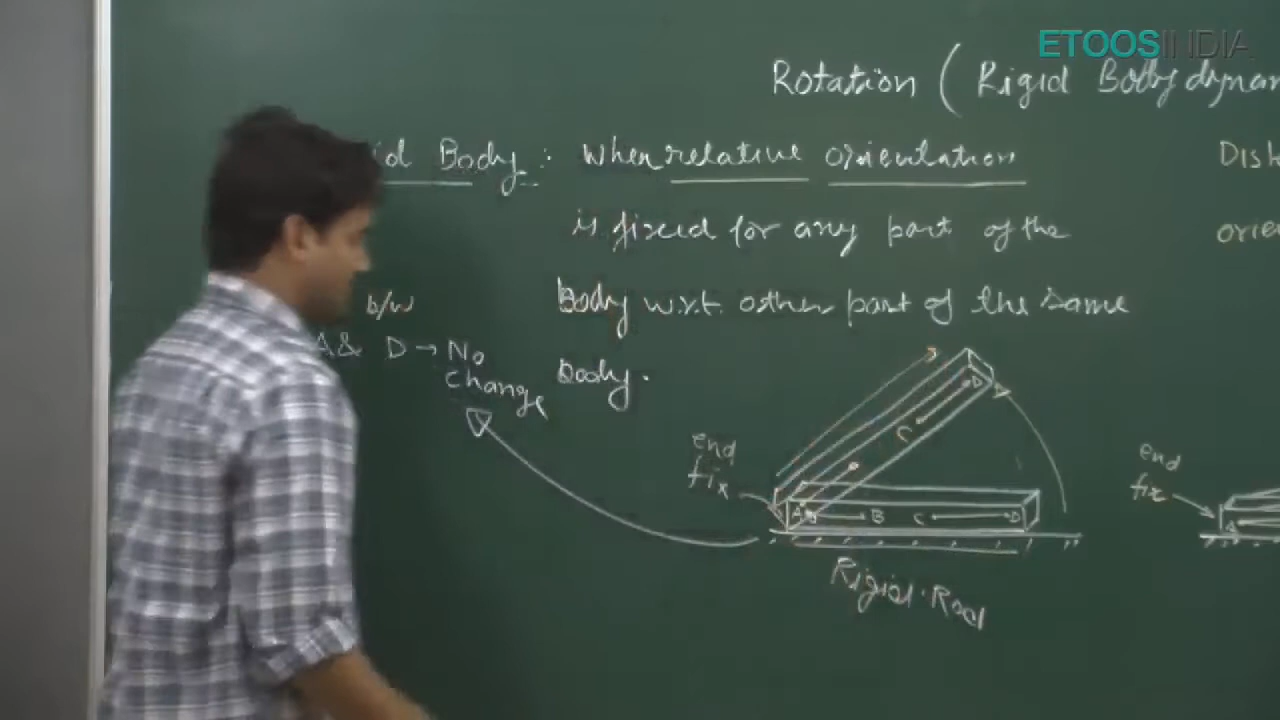 ETOOSINDIA
Rotation ( Rigid Body dynam
id Body : When relative orientation
is fixed for any part of the
Body w.r.t. other part of the same
Body.
b/w
A & D → No
change
end
fix
A B C D
C D
Rigid Rod
Dist
orie
end
fix
A